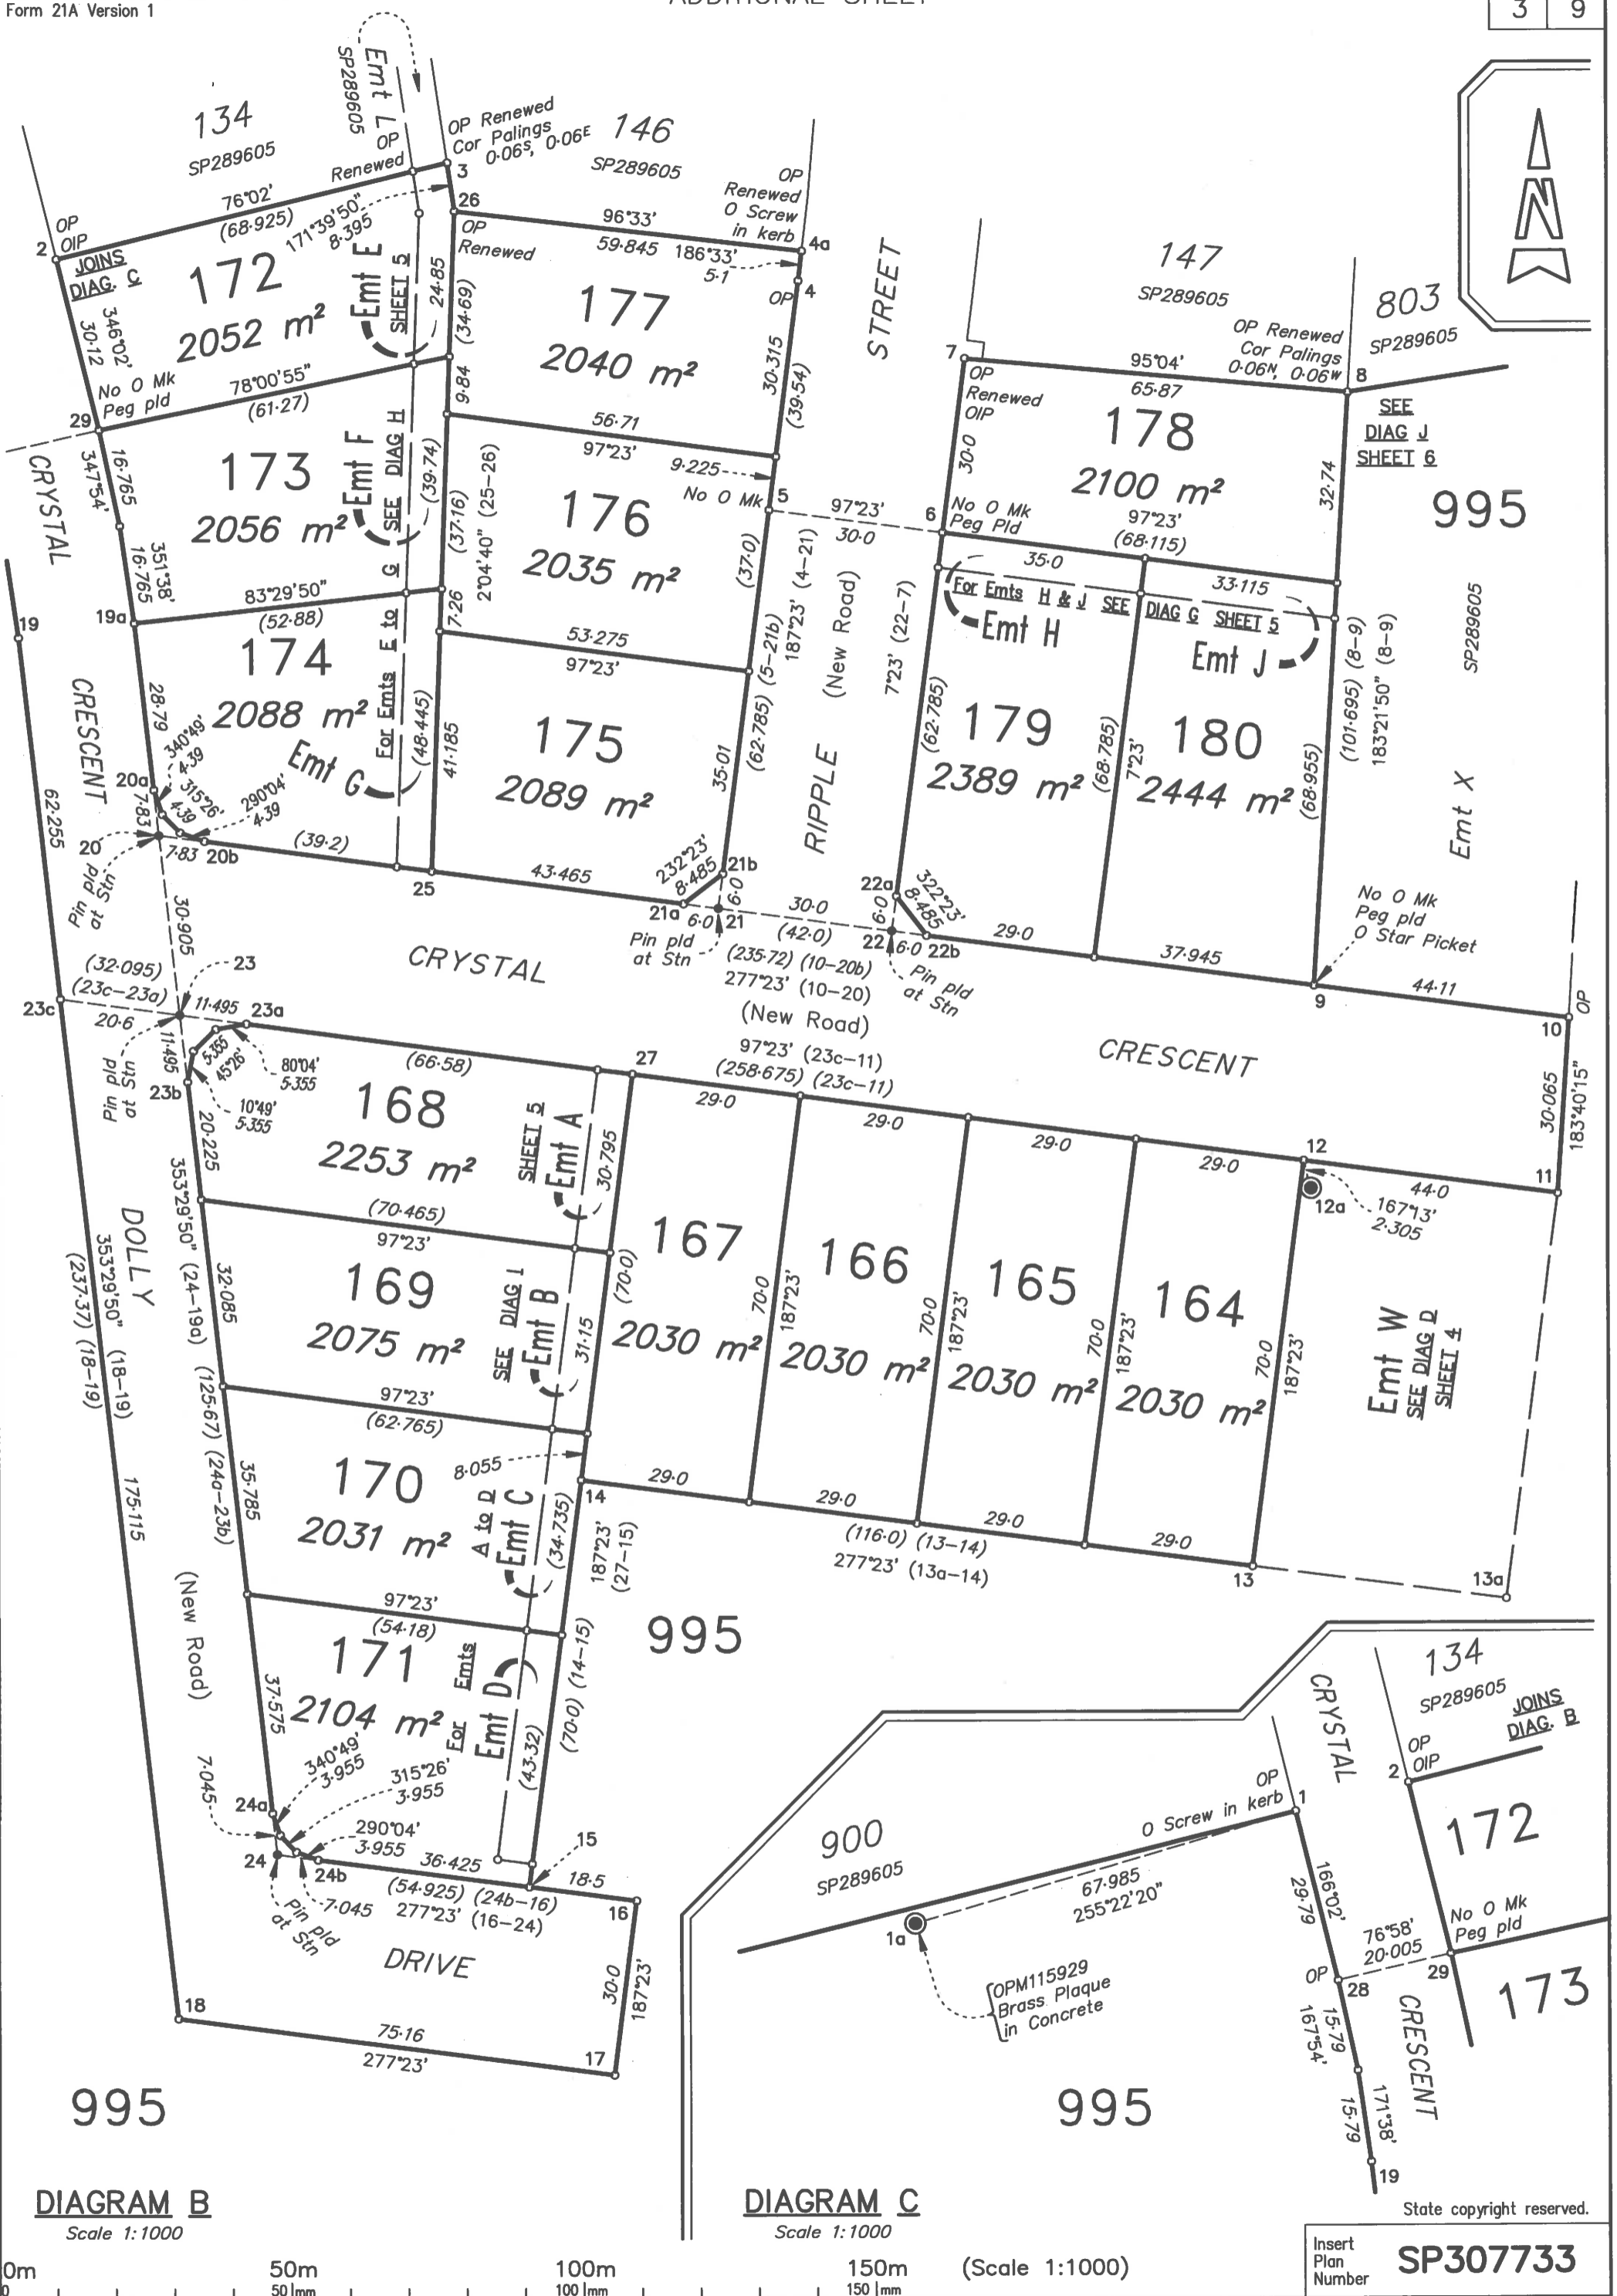 Form 21A Version 1
ADDITIONAL SHEET
3 9
Emt L
SP289605
134
SP289605
OP
Renewed
OP Renewed
Cor Palings
0·06S, 0·06E
146
SP289605
OP
Renewed
O Screw
in kerb
3
26
4a
4
OP
2
OP
OIP
JOINS
DIAG. C
76°02'
(68·925)
171°39'50"
8·395
172
2052 m²
346°02'
30·12
No O Mk
Peg pld
29
78°00'55"
(61·27)
Emt E
SHEET 5
24·85
(34·69)
9·84
OP
Renewed
96°33'
59·845
186°33'
5·1
177
2040 m²
30·315
(39·54)
56·71
97°23'
9·225
No O Mk
5
STREET
147
SP289605
803
SP289605
OP Renewed
Cor Palings
0·06N, 0·06W
7
OP
Renewed
OIP
95°04'
65·87
8
178
2100 m²
30·0
32·74
SEE
DIAG J
SHEET 6
995
6
No O Mk
Peg Pld
97°23'
(68·115)
97°23'
30·0
CRYSTAL
347°54'
16·765
173
2056 m²
351°38'
16·765
Emt F
SEE DIAG H
(39·74)
(37·16)
2°04'40" (25-26)
7·26
176
2035 m²
(37·0)
53·275
97°23'
19
19a
83°29'50"
(52·88)
174
2088 m²
For Emts E to G
Emt G
(48·445)
41·185
175
2089 m²
35·01
(62·785) (5-21b)
187°23' (4-21)
(New Road)
RIPPLE
7°23' (22-7)
(62·785)
35·0
33·115
For Emts H & J SEE DIAG G SHEET 5
Emt H
Emt J
179
2389 m²
(68·785)
7°23'
180
2444 m²
(68·955)
(101·695) (8-9)
183°21'50" (8-9)
SP289605
Emt X
CRESCENT
28·79
340°49'
4·39
315°26'
4·39
290°04'
4·39
20a
7·83
20
7·83
20b
(39·2)
25
43·465
232°23'
8·485
21b
6·0
21a
6·0
21
30·0
(42·0)
22a
6·0
322°23'
8·485
22
6·0
22b
29·0
37·945
No O Mk
Peg pld
O Star Picket
9
44·11
10
OP
62·255
Pin pld
at Stn
30·905
Pin pld
at Stn
(235·72) (10-20b)
277°23' (10-20)
(New Road)
Pin pld
at Stn
CRYSTAL
CRESCENT
(32·095)
(23c-23a)
23
23c
20·6
11·495
23a
11·495
5·355
45°26'
80°04'
5·355
Pin pld
at Stn
23b
10°49'
5·355
(66·58)
27
97°23' (23c-11)
(258·675) (23c-11)
29·0
29·0
29·0
29·0
12
44·0
11
30·065
183°40'15"
12a
167°13'
2·305
20·225
168
2253 m²
SHEET 5
Emt A
30·795
(70·465)
97°23'
353°29'50" (24-19a)
DOLLY
353°29'50" (18-19)
(237·37) (18-19)
32·085
169
2075 m²
SEE DIAG I
Emt B
31·15
(70·0)
167
2030 m²
70·0
187°23'
166
2030 m²
70·0
187°23'
165
2030 m²
70·0
187°23'
164
2030 m²
70·0
187°23'
Emt W
SEE DIAG D
SHEET 4
97°23'
(62·765)
(125·67) (24a-23b)
35·785
170
2031 m²
8·055
A to D
Emt C
(34·735)
14
187°23'
(27-15)
29·0
29·0
29·0
29·0
(116·0) (13-14)
277°23' (13a-14)
13
13a
175·115
(New Road)
97°23'
(54·18)
171
2104 m²
37·575
For Emts
Emt D
(43·32)
(70·0) (14-15)
995
340°49'
3·955
315°26'
3·955
290°04'
3·955
7·045
24a
24
24b
7·045
Pin pld
at Stn
36·425
15
18·5
(54·925) (24b-16)
277°23' (16-24)
16
DRIVE
30·0
187°23'
18
75·16
277°23'
17
995
134
SP289605
JOINS
DIAG. B
CRYSTAL
2
OP
OIP
OP
O Screw in kerb
1
900
SP289605
67·985
255°22'20"
1a
OPM115929
Brass Plaque
in Concrete
166°02'
29·79
172
76°58'
20·005
No O Mk
Peg pld
29
OP
28
173
15·79
167°54'
CRESCENT
171°38'
15·79
19
995
DIAGRAM B
Scale 1:1000
DIAGRAM C
Scale 1:1000
State copyright reserved.
Insert
Plan
Number
SP307733
0m 50m 100m 150m (Scale 1:1000)
0 50mm 100mm 150mm